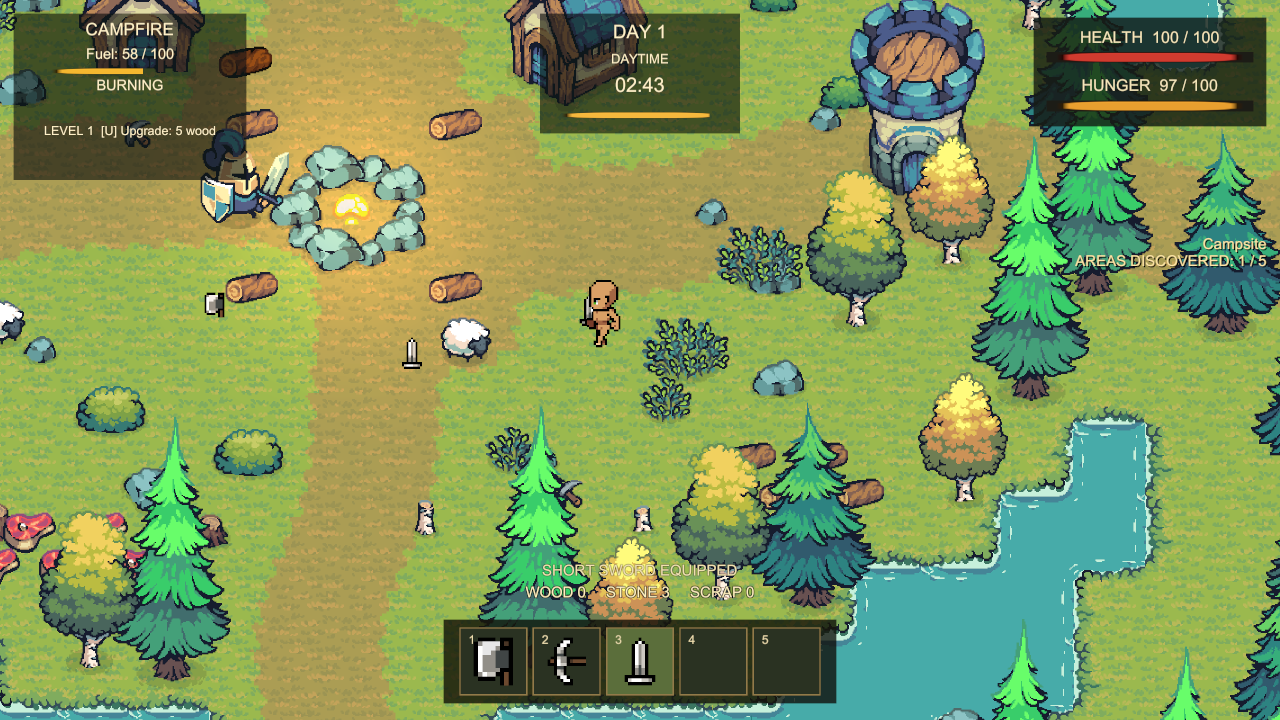 CAMPFIRE
Fuel: 58 / 100
BURNING
LEVEL 1 [U] Upgrade: 5 wood
DAY 1
DAYTIME
02:43
HEALTH 100 / 100
HUNGER 97 / 100
Campsite
AREAS DISCOVERED: 1 / 5
SHORT SWORD EQUIPPED
WOOD 0 STONE 3 SCRAP 0
1 2 3 4 5